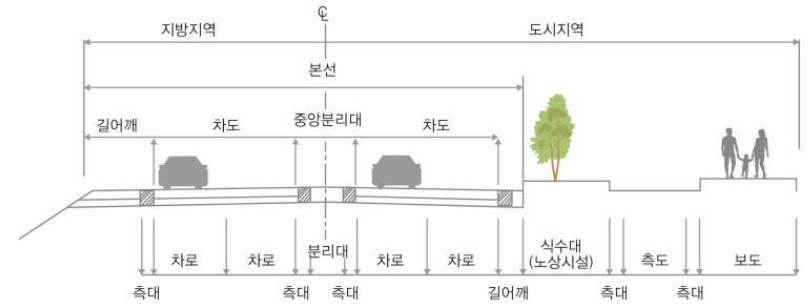 ℄
지방지역 도시지역
본선
중앙분리대
길어깨 차도 차도
분리대
차로 차로 차로 차로 식수대 측도 보도
(노상시설)
측대 측대 측대 길어깨 측대 측대